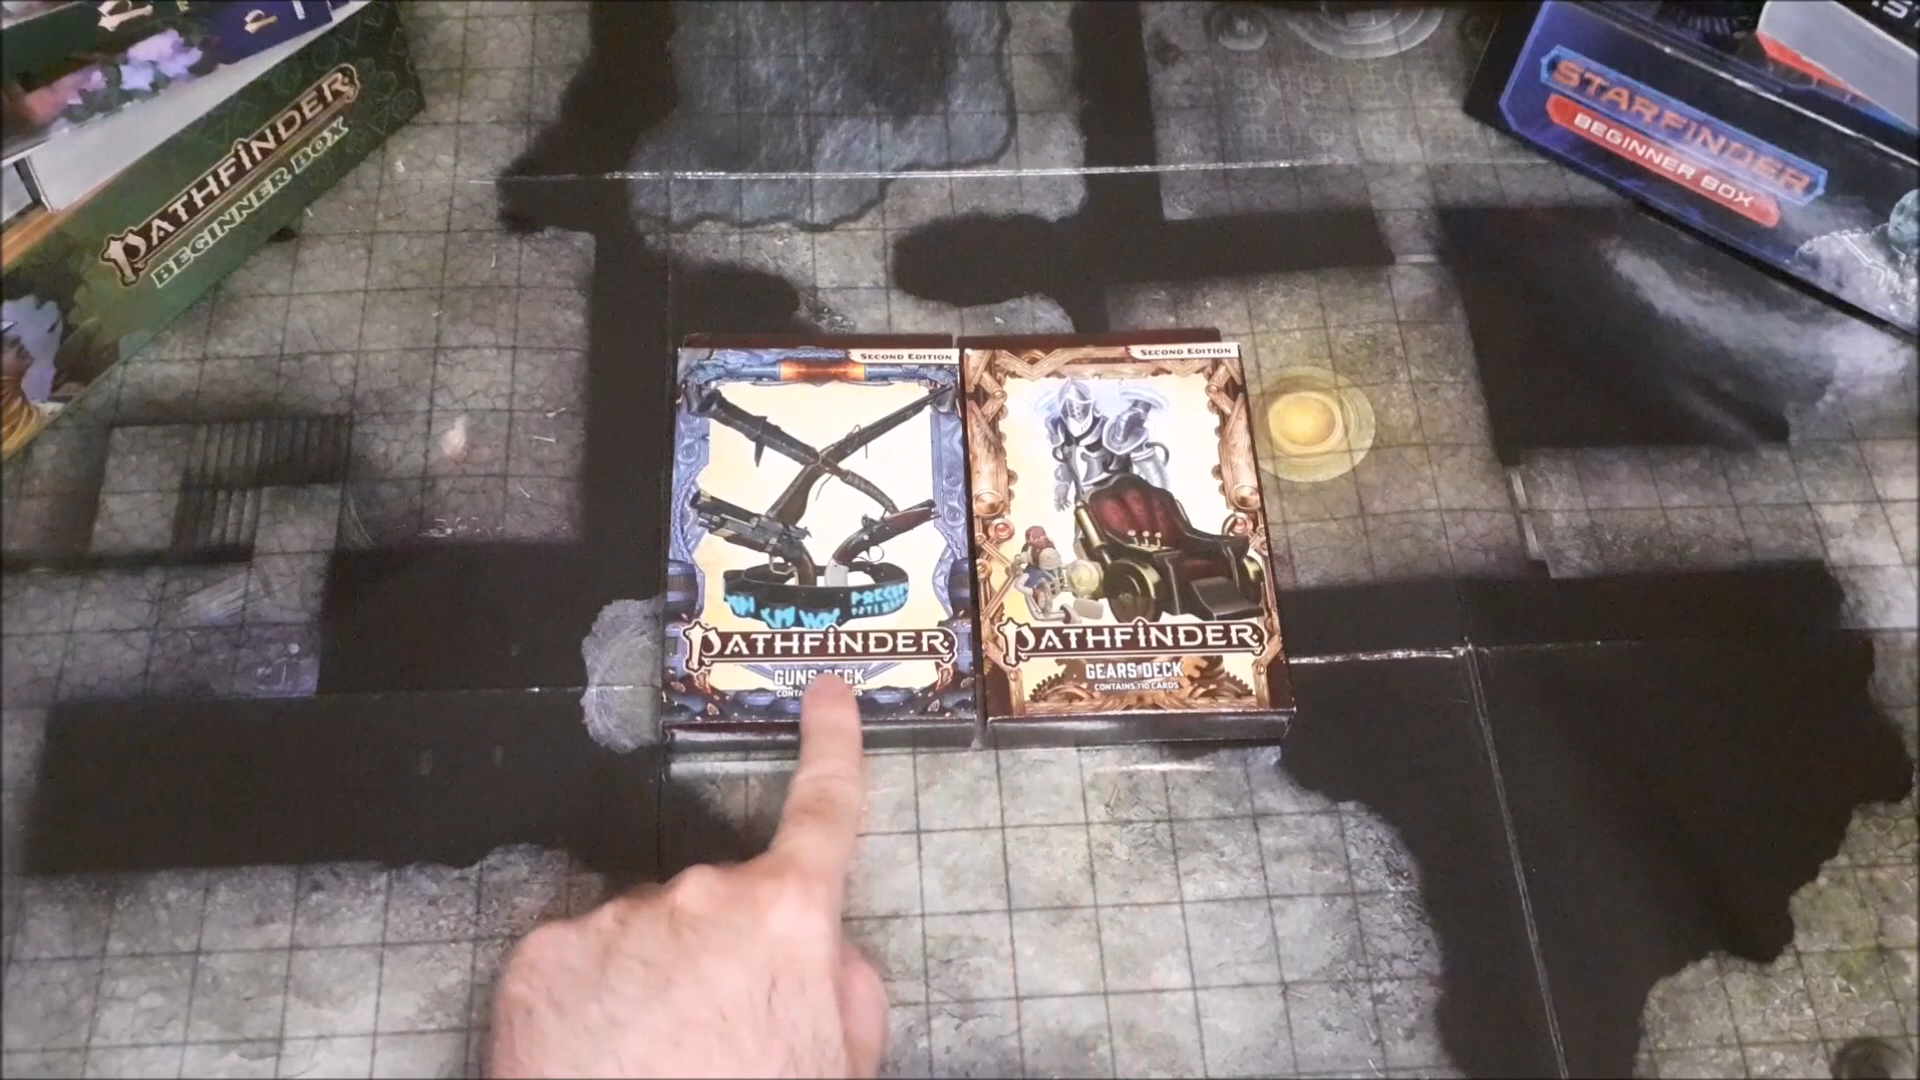 PATHFINDER
BEGINNER BOX
STARFINDER
BEGINNER BOX
SECOND EDITION
PATHFINDER
GUNS DECK
SECOND EDITION
PATHFINDER
GEARS DECK
CONTAINS 110 CARDS